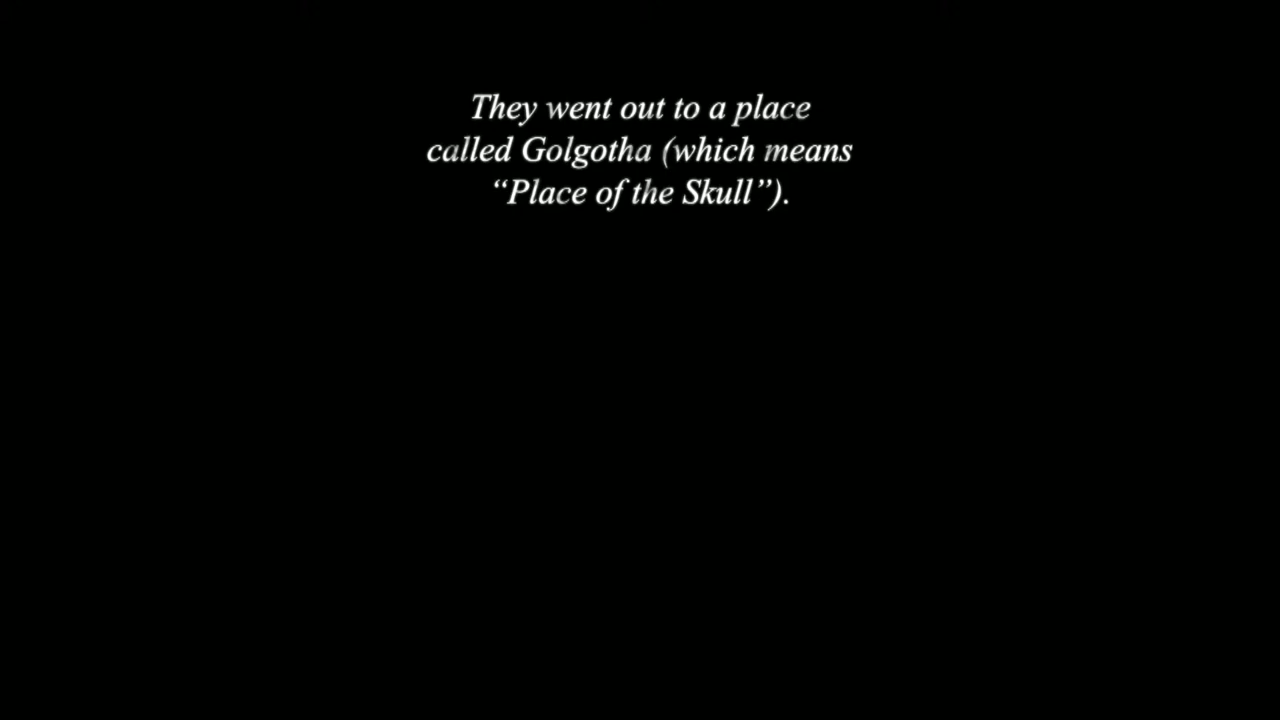 They went out to a place
called Golgotha (which means
“Place of the Skull”).